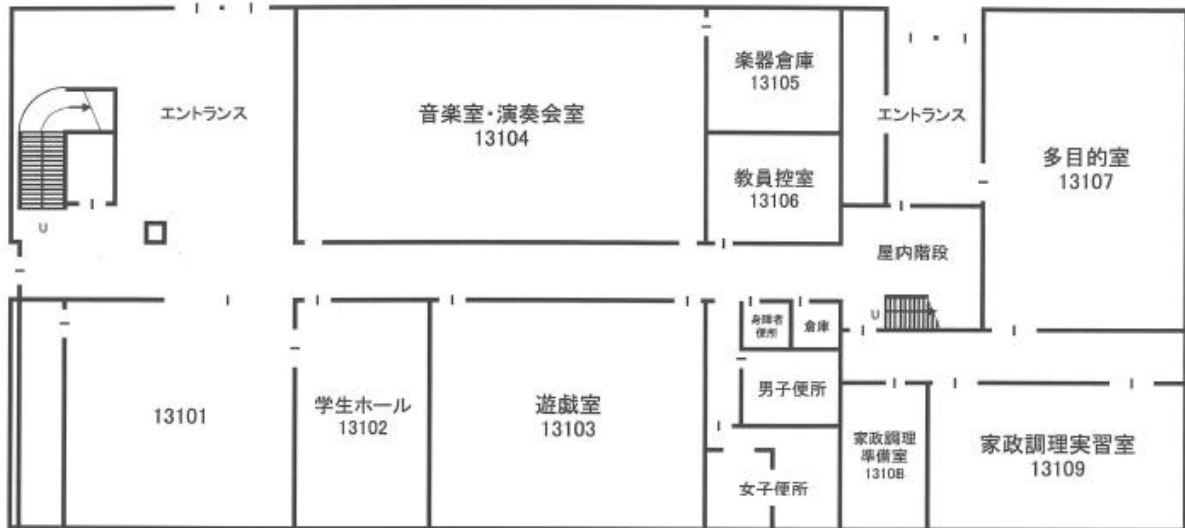 エントランス
音楽室・演奏会室
13104
楽器倉庫
13105
教員控室
13106
エントランス
多目的室
13107
屋内階段
U
U
身障者
便所
倉庫
13101
学生ホール
13102
遊戯室
13103
男子便所
女子便所
家政調理
準備室
13108
家政調理実習室
13109